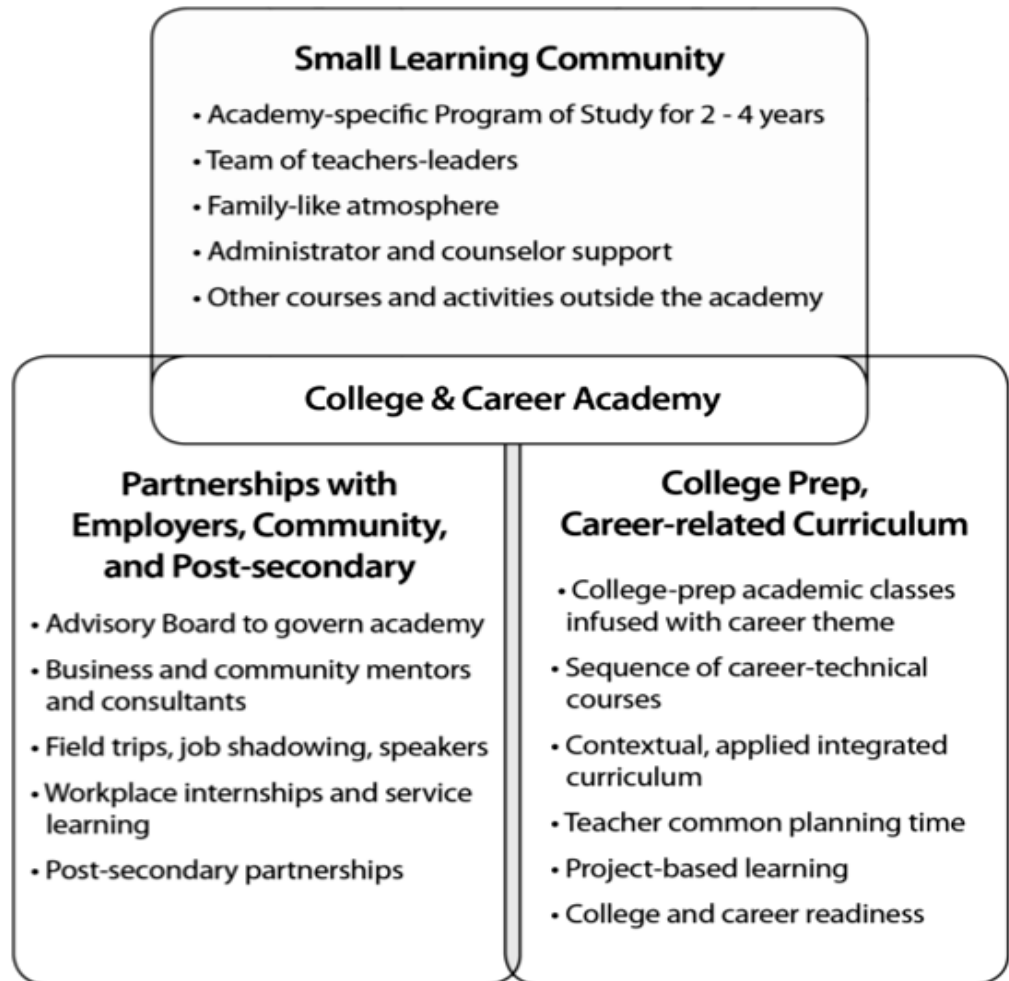 Small Learning Community
• Academy-specific Program of Study for 2 - 4 years
• Team of teachers-leaders
• Family-like atmosphere
• Administrator and counselor support
• Other courses and activities outside the academy
College & Career Academy
Partnerships with
Employers, Community,
and Post-secondary
• Advisory Board to govern academy
• Business and community mentors
and consultants
• Field trips, job shadowing, speakers
• Workplace internships and service
learning
• Post-secondary partnerships
College Prep,
Career-related Curriculum
• College-prep academic classes
infused with career theme
• Sequence of career-technical
courses
• Contextual, applied integrated
curriculum
• Teacher common planning time
• Project-based learning
• College and career readiness